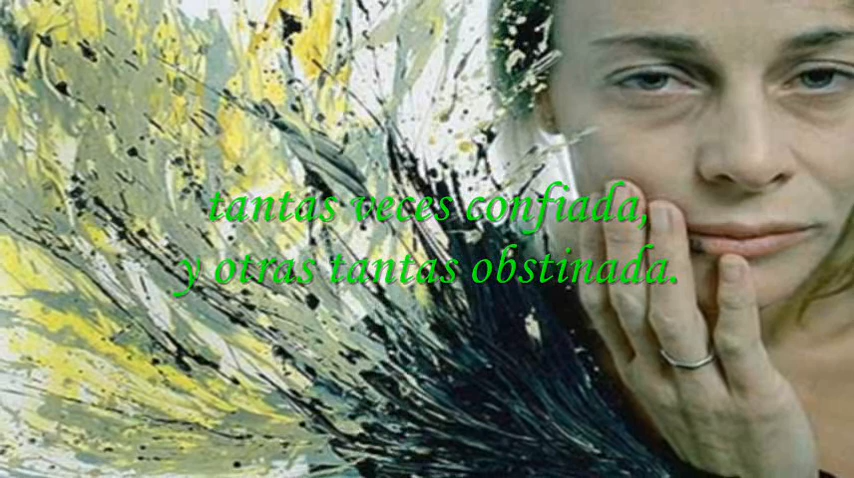 tantas veces confiada,
y otras tantas obstinada.